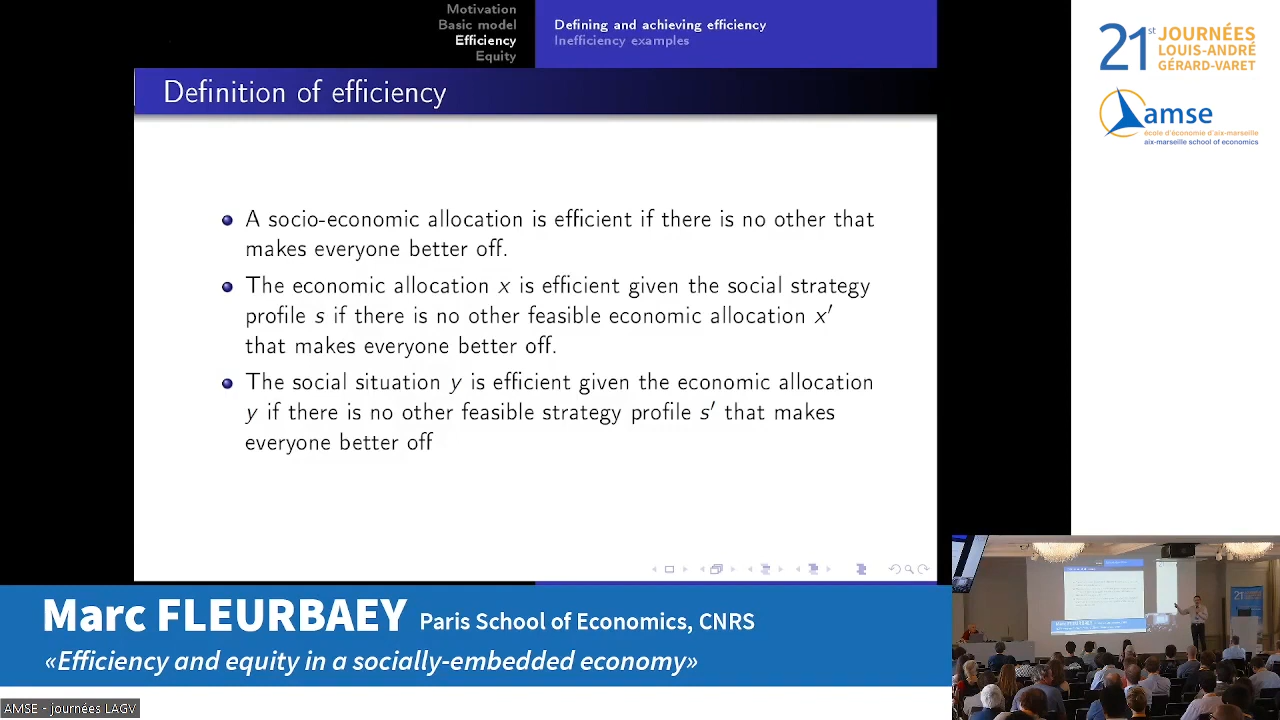 Motivation
Basic model
Efficiency
Equity
Defining and achieving efficiency
Inefficiency examples
Definition of efficiency
A socio-economic allocation is efficient if there is no other that
makes everyone better off.
The economic allocation x is efficient given the social strategy
profile s if there is no other feasible economic allocation x′
that makes everyone better off.
The social situation y is efficient given the economic allocation
y if there is no other feasible strategy profile s′ that makes
everyone better off
21st JOURNÉES
LOUIS-ANDRÉ
GÉRARD-VARET
amse
école d'économie d'aix-marseille
aix-marseille school of economics
Marc FLEURBAEY Paris School of Economics, CNRS
«Efficiency and equity in a socially-embedded economy»
AMSE - journées LAGV